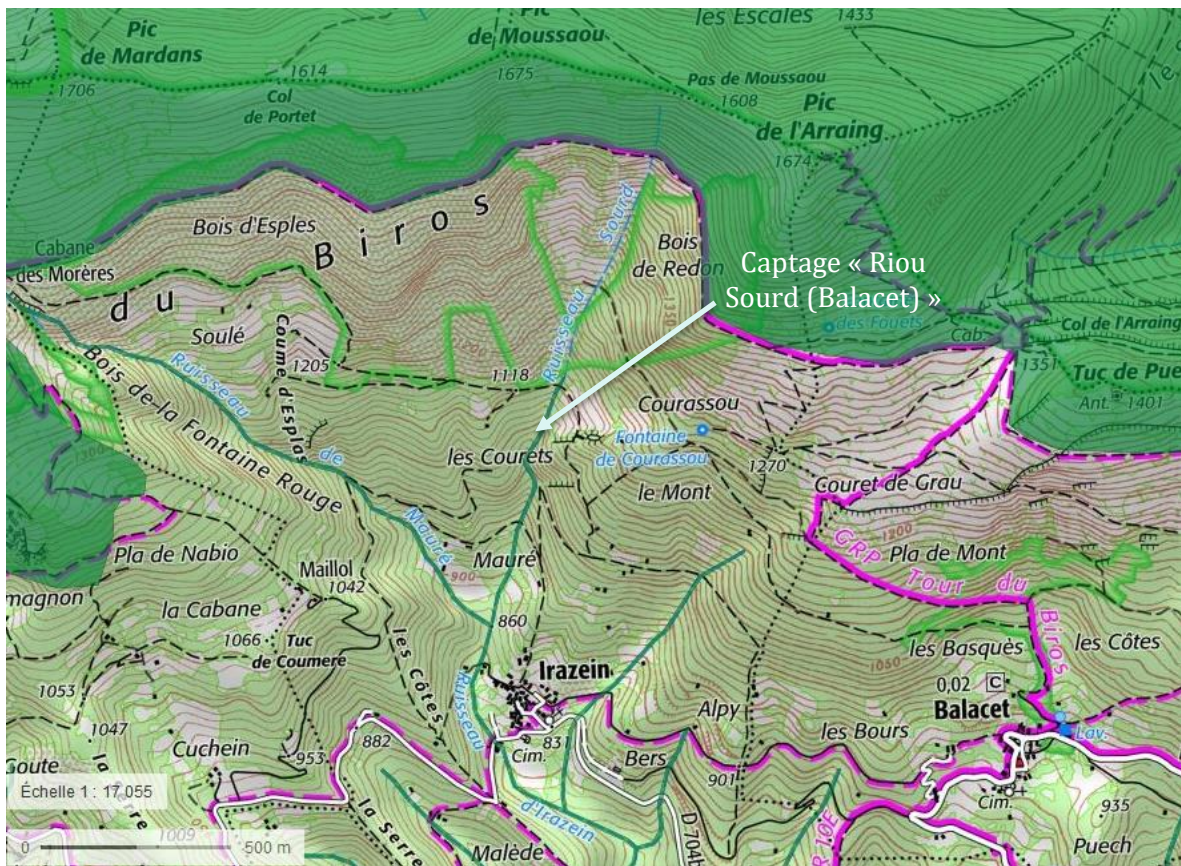 les Escales
1433
Pic
de Mardans
Pic
de Moussaou
1706
1614
1675
Pas de Moussaou
1608
Col
de Portet
Pic
de l'Arraing
1674
Bois d'Esples
du Biros
Cabane
des Morères
Bois
de Redon
Captage « Riou
Sourd (Balacet) »
Ruisseau Sourd
1350
des Fouets
Cab.
Col de l'Arraing
1351
Tuc de Pue
Ant. 1401
Soulé
Coume d'Esplas
1205
1118
Bois de la Fontaine Rouge
Ruisseau de Mauré
Courassou
Fontaine
de Courassou
les Courets
le Mont
1270
Couret de Grau
1200
Pla de Mont
GRP Tour du Biros
Pla de Nabio
Maillol
1042
Mauré
900
860
magnon
la Cabane
1066
Tuc
de Coumere
les Côtes
les Basquès
1050
les Côtes
0,02 C
Balacet
Lav.
Irazein
Ruisseau d'Irazein
1053
1047
Cuchein
953
882
Cim.
831
Bers
Alpy
901
les Bours
Cim.
935
Puech
Goute
la Serre
1009
la Serre
Malède
D 704
R 10E
Échelle 1 : 17 055
0
500 m